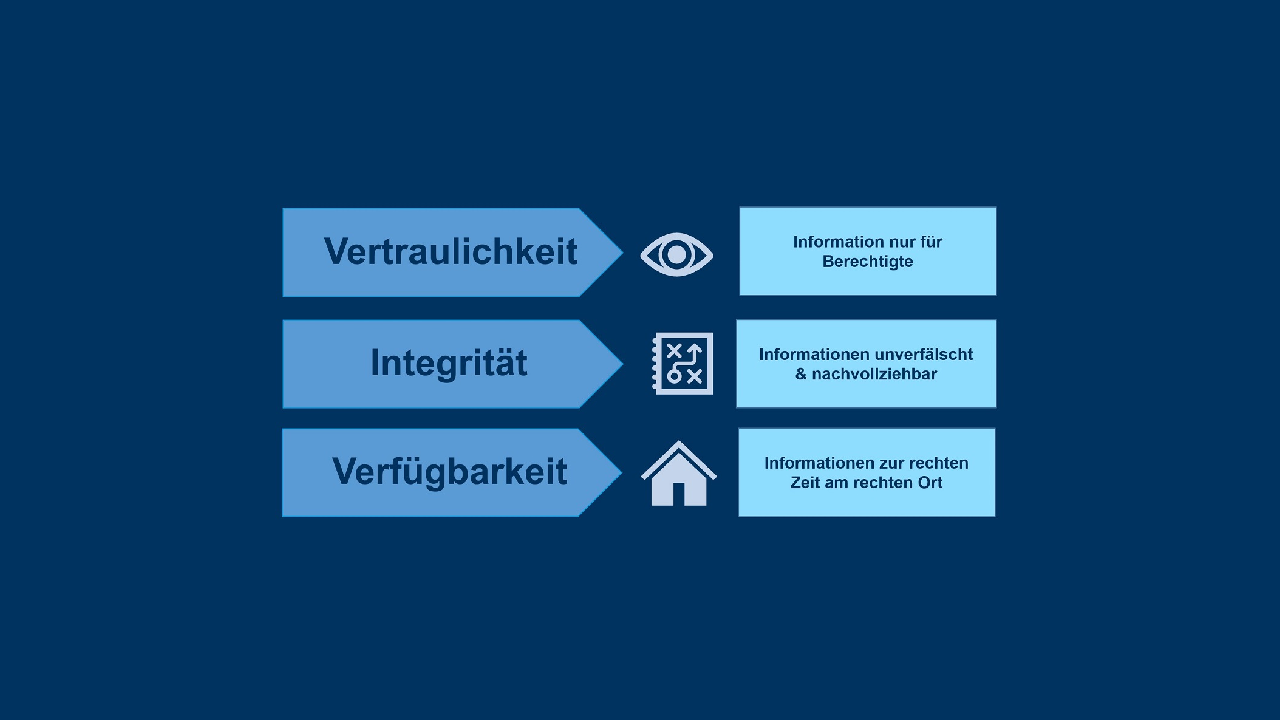 Vertraulichkeit
Information nur für
Berechtigte
Integrität
Informationen unverfälscht
& nachvollziehbar
Verfügbarkeit
Informationen zur rechten
Zeit am rechten Ort